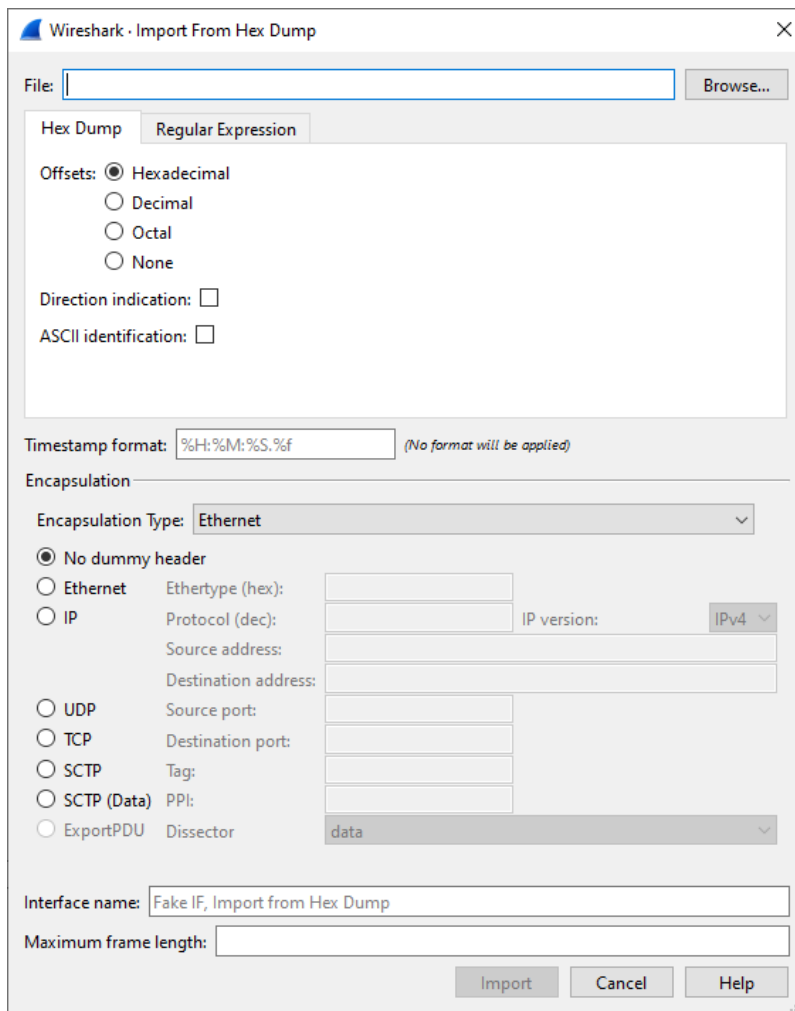 Wireshark · Import From Hex Dump
File: Browse...
Hex Dump Regular Expression
Offsets: Hexadecimal
Decimal
Octal
None
Direction indication:
ASCII identification:
Timestamp format: %H:%M:%S.%f (No format will be applied)
Encapsulation
Encapsulation Type: Ethernet
No dummy header
Ethernet Ethertype (hex):
IP Protocol (dec): IP version: IPv4
Source address:
Destination address:
UDP Source port:
TCP Destination port:
SCTP Tag:
SCTP (Data) PPI:
ExportPDU Dissector data
Interface name: Fake IF, Import from Hex Dump
Maximum frame length:
Import Cancel Help